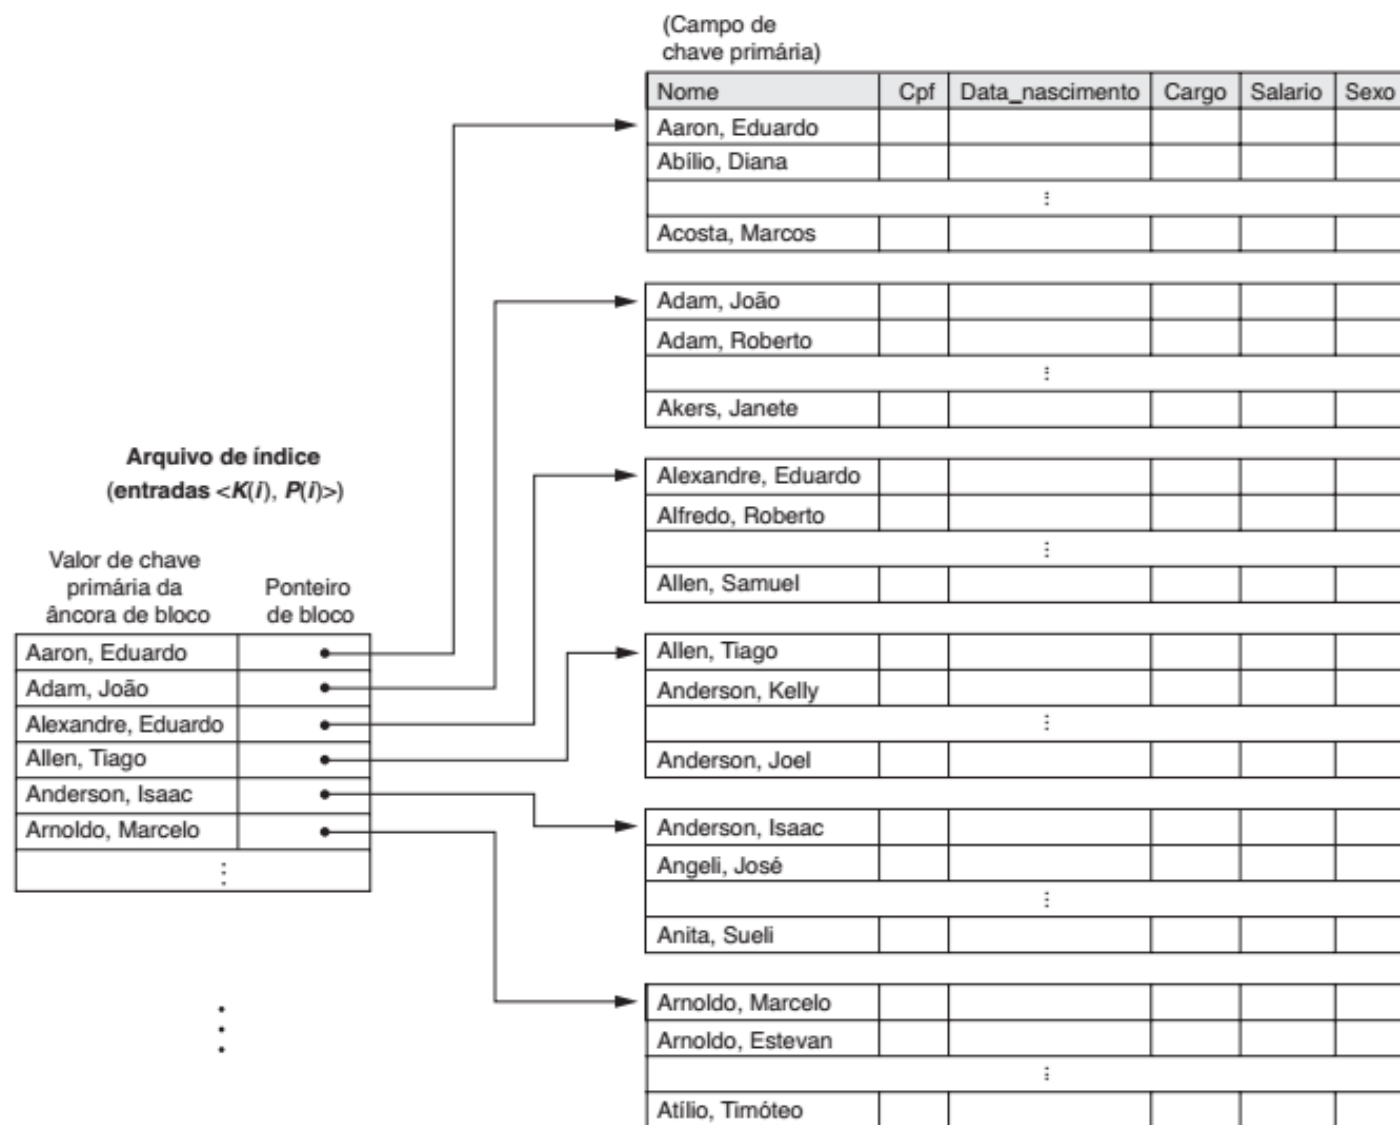 (Campo de
chave primária)
Nome Cpf Data_nascimento Cargo Salario Sexo
Aaron, Eduardo
Abílio, Diana
⋮
Acosta, Marcos
Adam, João
Adam, Roberto
⋮
Akers, Janete
Alexandre, Eduardo
Alfredo, Roberto
⋮
Allen, Samuel
Allen, Tiago
Anderson, Kelly
⋮
Anderson, Joel
Anderson, Isaac
Angeli, José
⋮
Anita, Sueli
Arnoldo, Marcelo
Arnoldo, Estevan
⋮
Atílio, Timóteo
Arquivo de índice
(entradas <K(i), P(i)>)
Valor de chave
primária da
âncora de bloco
Ponteiro
de bloco
Aaron, Eduardo
Adam, João
Alexandre, Eduardo
Allen, Tiago
Anderson, Isaac
Arnoldo, Marcelo
⋮
⋮